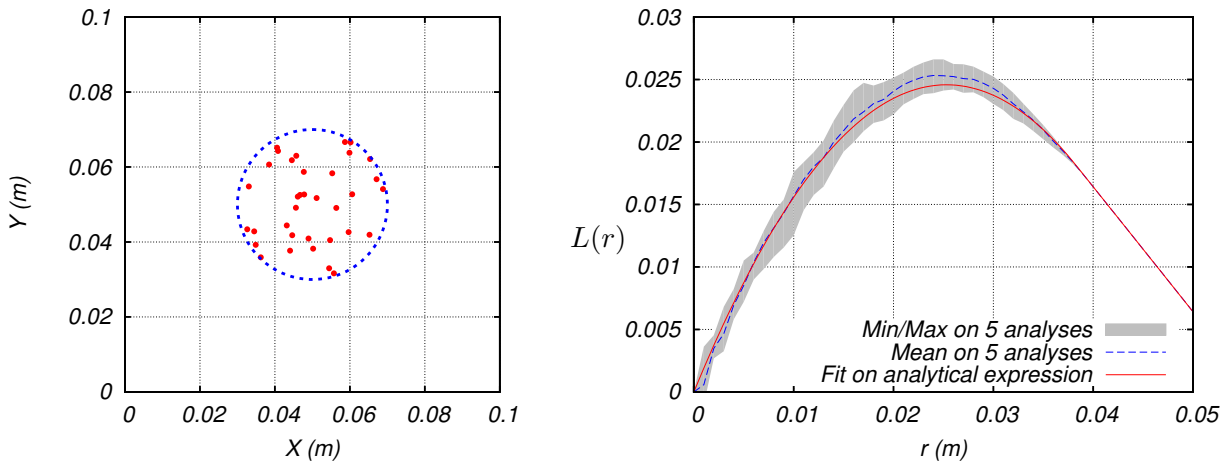 0.1
0.08
0.06
0.04
0.02
0
Y (m)
0 0.02 0.04 0.06 0.08 0.1
X (m)
0.03
0.025
0.02
0.015
0.01
0.005
0
L(r)
Min/Max on 5 analyses
Mean on 5 analyses
Fit on analytical expression
0 0.01 0.02 0.03 0.04 0.05
r (m)